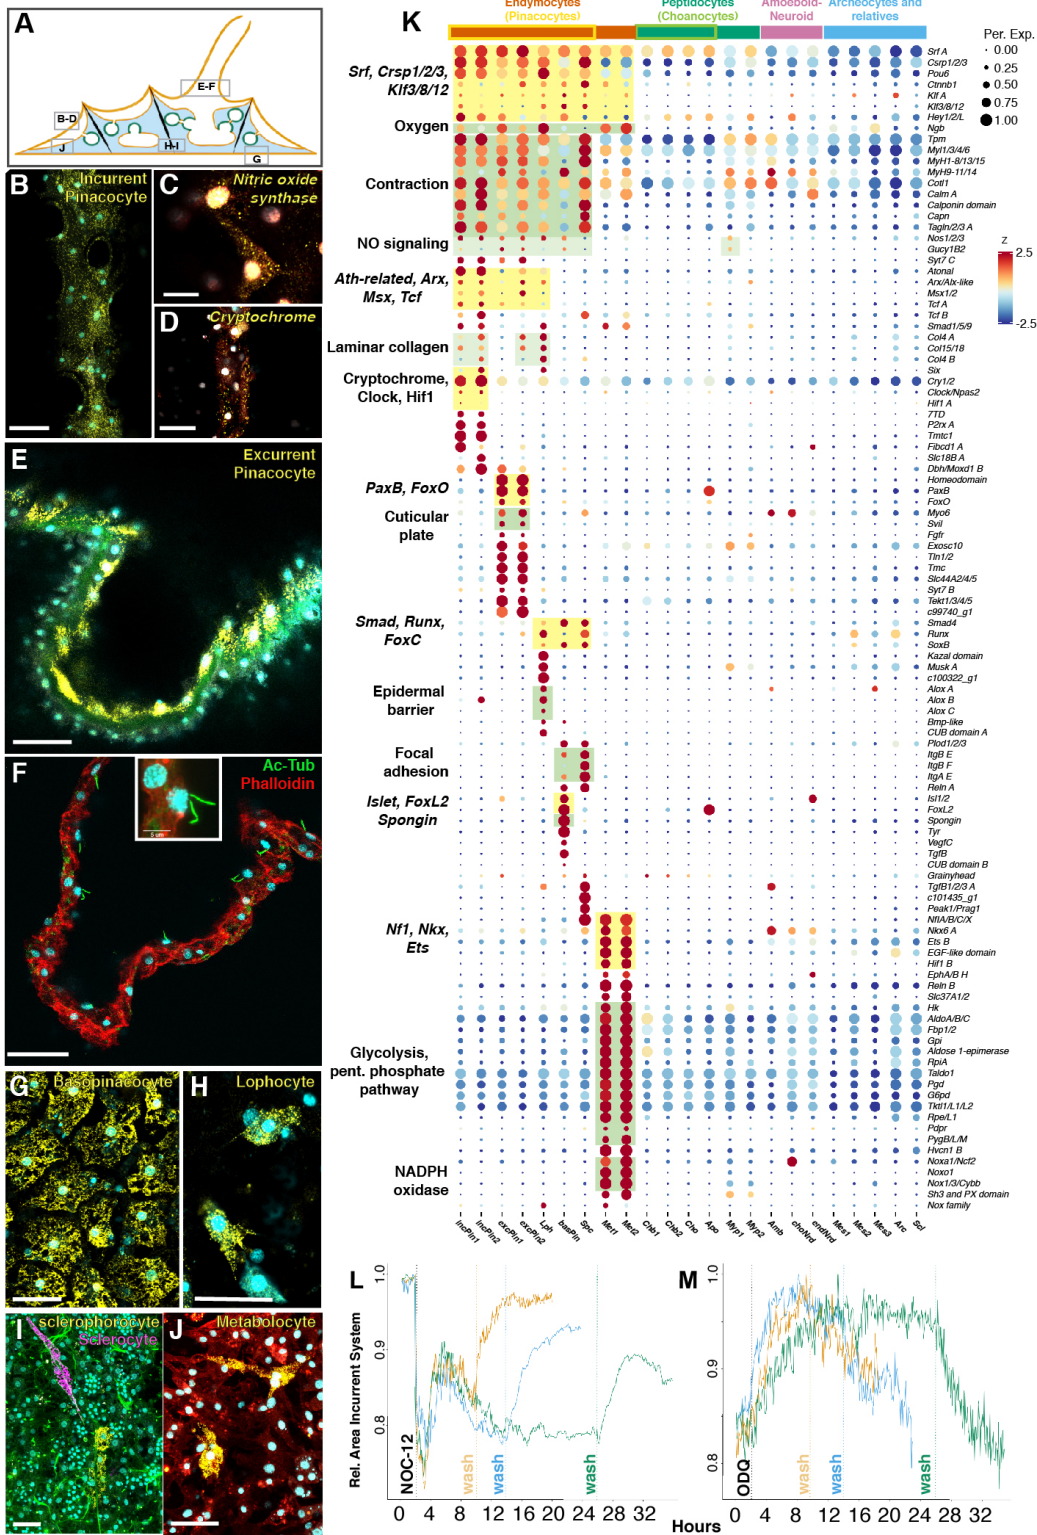 A
E-F
B-D
J
H-I
G
B
Incurrent
Pinacocyte
C
Nitric oxide
synthase
D
Cryptochrome
E
Excurrent
Pinacocyte
F
Ac-Tub
Phalloidin
5 um
G
Basopinacocyte
H
Lophocyte
I
sclerophorocyte
Sclerocyte
J
Metabolocyte
K
Endymocytes
(Pinacocytes)
Peptidocytes
(Choanocytes)
Amoeboid-
Neuroid
Archeocytes and
relatives
Per. Exp.
0.00
0.25
0.50
0.75
1.00
z
2.5
-2.5
Srf, Crsp1/2/3,
Klf3/8/12
Oxygen
Contraction
NO signaling
Ath-related, Arx,
Msx, Tcf
Laminar collagen
Cryptochrome,
Clock, Hif1
PaxB, FoxO
Cuticular
plate
Smad, Runx,
FoxC
Epidermal
barrier
Focal
adhesion
Islet, FoxL2
Spongin
Nf1, Nkx,
Ets
Glycolysis,
pent. phosphate
pathway
NADPH
oxidase
Srf A
Csrp1/2/3
Pou6
Ctnnb1
Klf A
Klf3/8/12
Hey1/2/L
Ngb
Tpm
Myl1/3/4/6
MyH1-8/13/15
MyH9-11/14
Cotl1
Calm A
Calponin domain
Capn
Tagln/2/3 A
Nos1/2/3
Gucy1B2
Syt7 C
Atonal
Arx/Alx-like
Msx1/2
Tcf A
Tcf B
Smad1/5/9
Col4 A
Col15/18
Col4 B
Six
Cry1/2
Clock/Npas2
Hif1 A
7TD
P2rx A
Tmtc1
Fibcd1 A
Slc18B A
Dbh/Moxd1 B
Homeodomain
PaxB
FoxO
Myo6
Svil
Fgfr
Exosc10
Tln1/2
Tmc
Slc44A2/4/5
Syt7 B
Tekt1/3/4/5
c99740_g1
Smad4
Runx
SoxB
Kazal domain
Musk A
c100322_g1
Alox A
Alox B
Alox C
Bmp-like
CUB domain A
Plod1/2/3
ItgB E
ItgB F
ItgA E
Reln A
Isl1/2
FoxL2
Spongin
Tyr
VegfC
TgfB
CUB domain B
Grainyhead
TgfB1/2/3 A
c101435_g1
Peak1/Prag1
NfIA/B/C/X
Nkx6 A
Ets B
EGF-like domain
Hif1 B
EphA/B H
Reln B
Slc37A1/2
Hk
AldoA/B/C
Fbp1/2
Gpi
Aldose 1-epimerase
RpiA
Taldo1
Pgd
G6pd
Tktl1/L1/L2
Rpe/L1
Pdpr
PygB/L/M
Hvcn1 B
Noxa1/Ncf2
Noxo1
Nox1/3/Cybb
Sh3 and PX domain
Nox family
incPin1
incPin2
excPin1
excPin2
Lph
basPin
Spc
Met1
Met2
Chb1
Chb2
Cho
Apo
Myp1
Myp2
Amb
choNrd
endNrd
Mes1
Mes2
Mes3
Arc
Scl
L
Rel. Area Incurrent System
1.0
0.9
0.8
NOC-12
wash
wash
wash
0
4
8
12
16
20
24
28
32
M
1.0
0.9
0.8
ODQ
wash
wash
wash
0
4
8
12
16
20
24
28
32
Hours